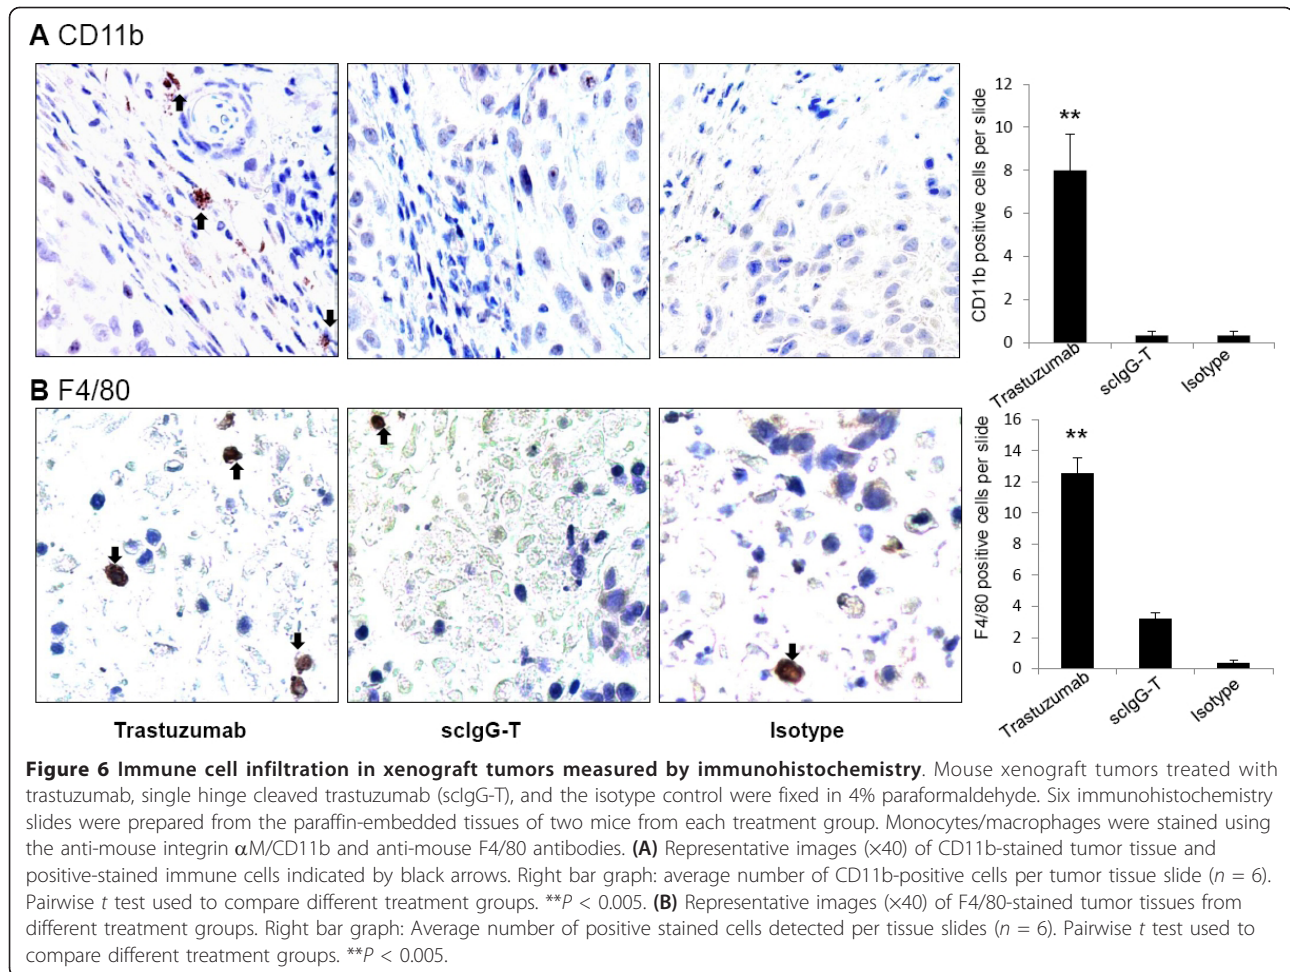 A CD11b
12
10
8
6
4
2
0
CD11b positive cells per slide
**
Trastuzumab
scIgG-T
Isotype
B F4/80
16
14
12
10
8
6
4
2
0
F4/80 positive cells per slide
**
Trastuzumab
scIgG-T
Isotype
Trastuzumab
scIgG-T
Isotype
Figure 6 Immune cell infiltration in xenograft tumors measured by immunohistochemistry. Mouse xenograft tumors treated with
trastuzumab, single hinge cleaved trastuzumab (scIgG-T), and the isotype control were fixed in 4% paraformaldehyde. Six immunohistochemistry
slides were prepared from the paraffin-embedded tissues of two mice from each treatment group. Monocytes/macrophages were stained using
the anti-mouse integrin αM/CD11b and anti-mouse F4/80 antibodies. (A) Representative images (×40) of CD11b-stained tumor tissue and
positive-stained immune cells indicated by black arrows. Right bar graph: average number of CD11b-positive cells per tumor tissue slide (n = 6).
Pairwise t test used to compare different treatment groups. **P < 0.005. (B) Representative images (×40) of F4/80-stained tumor tissues from
different treatment groups. Right bar graph: Average number of positive stained cells detected per tissue slides (n = 6). Pairwise t test used to
compare different treatment groups. **P < 0.005.